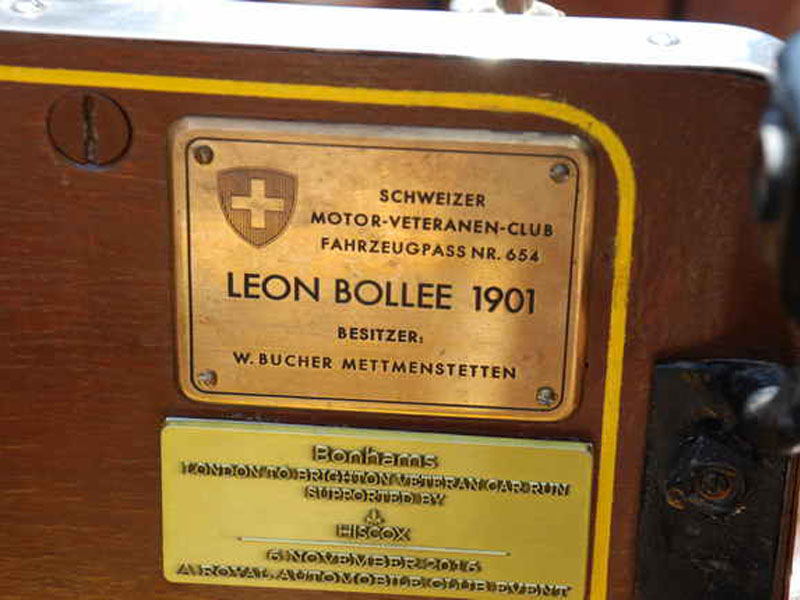 SCHWEIZER
MOTOR-VETERANEN-CLUB
FAHRZEUGPASS NR. 654
LEON BOLLEE 1901
BESITZER:
W. BUCHER METTMENSTETTEN
Bonhams
LONDON TO BRIGHTON VETERAN CAR RUN
SUPPORTED BY
HISCOX
6 NOVEMBER 2016
A ROYAL AUTOMOBILE CLUB EVENT